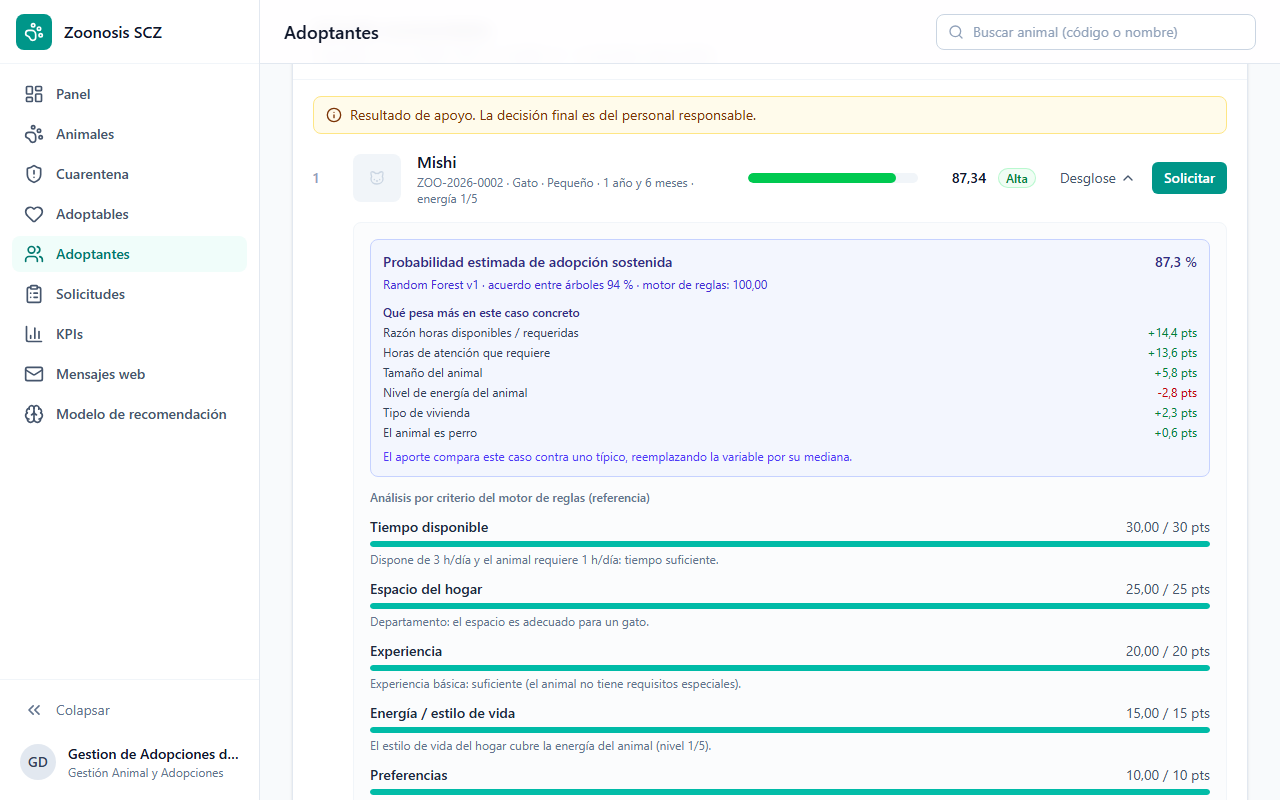 Zoonosis SCZ
Adoptantes
Buscar animal (código o nombre)
Panel
Animales
Cuarentena
Adoptables
Adoptantes
Solicitudes
KPIs
Mensajes web
Modelo de recomendación
Colapsar
GD
Gestion de Adopciones d...
Gestión Animal y Adopciones
Resultado de apoyo. La decisión final es del personal responsable.
1
Mishi
ZOO-2026-0002 · Gato · Pequeño · 1 año y 6 meses ·
energía 1/5
87,34
Alta
Desglose
Solicitar
Probabilidad estimada de adopción sostenida
87,3 %
Random Forest v1 · acuerdo entre árboles 94 % · motor de reglas: 100,00
Qué pesa más en este caso concreto
Razón horas disponibles / requeridas
+14,4 pts
Horas de atención que requiere
+13,6 pts
Tamaño del animal
+5,8 pts
Nivel de energía del animal
-2,8 pts
Tipo de vivienda
+2,3 pts
El animal es perro
+0,6 pts
El aporte compara este caso contra uno típico, reemplazando la variable por su mediana.
Análisis por criterio del motor de reglas (referencia)
Tiempo disponible
30,00 / 30 pts
Dispone de 3 h/día y el animal requiere 1 h/día: tiempo suficiente.
Espacio del hogar
25,00 / 25 pts
Departamento: el espacio es adecuado para un gato.
Experiencia
20,00 / 20 pts
Experiencia básica: suficiente (el animal no tiene requisitos especiales).
Energía / estilo de vida
15,00 / 15 pts
El estilo de vida del hogar cubre la energía del animal (nivel 1/5).
Preferencias
10,00 / 10 pts